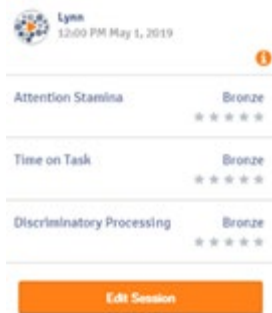 Lynn
12:00 PM May 1, 2019
i
Attention Stamina Bronze
Time on Task Bronze
Discriminatory Processing Bronze
Edit Session